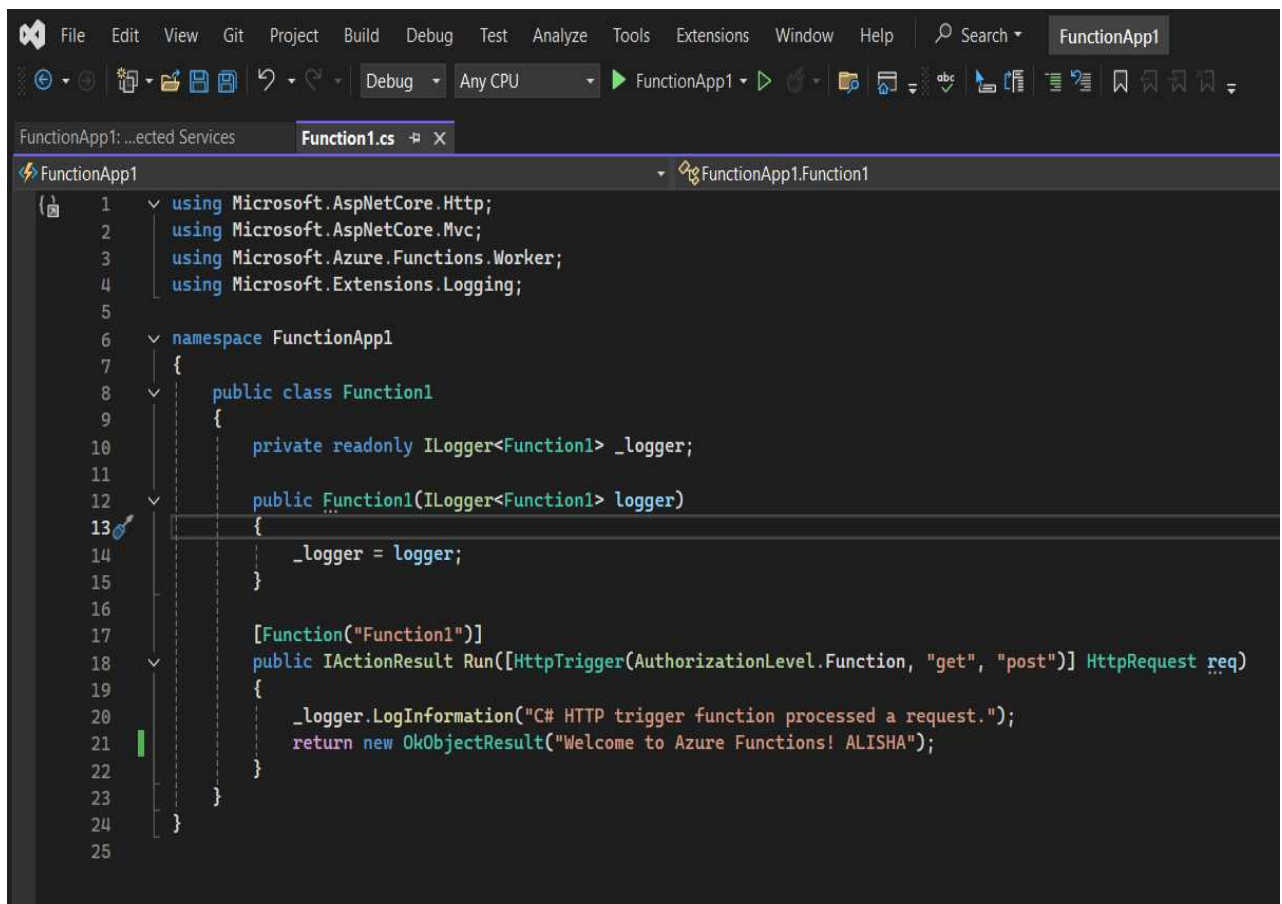 File Edit View Git Project Build Debug Test Analyze Tools Extensions Window Help Search FunctionApp1
Debug Any CPU FunctionApp1 abc
FunctionApp1: ...ected Services Function1.cs
FunctionApp1 FunctionApp1.Function1
1 using Microsoft.AspNetCore.Http;
2 using Microsoft.AspNetCore.Mvc;
3 using Microsoft.Azure.Functions.Worker;
4 using Microsoft.Extensions.Logging;
5
6 namespace FunctionApp1
7 {
8 public class Function1
9 {
10 private readonly ILogger<Function1> _logger;
11
12 public Function1(ILogger<Function1> logger)
13 {
14 _logger = logger;
15 }
16
17 [Function("Function1")]
18 public IActionResult Run([HttpTrigger(AuthorizationLevel.Function, "get", "post")] HttpRequest req)
19 {
20 _logger.LogInformation("C# HTTP trigger function processed a request.");
21 return new OkObjectResult("Welcome to Azure Functions! ALISHA");
22 }
23 }
24 }
25